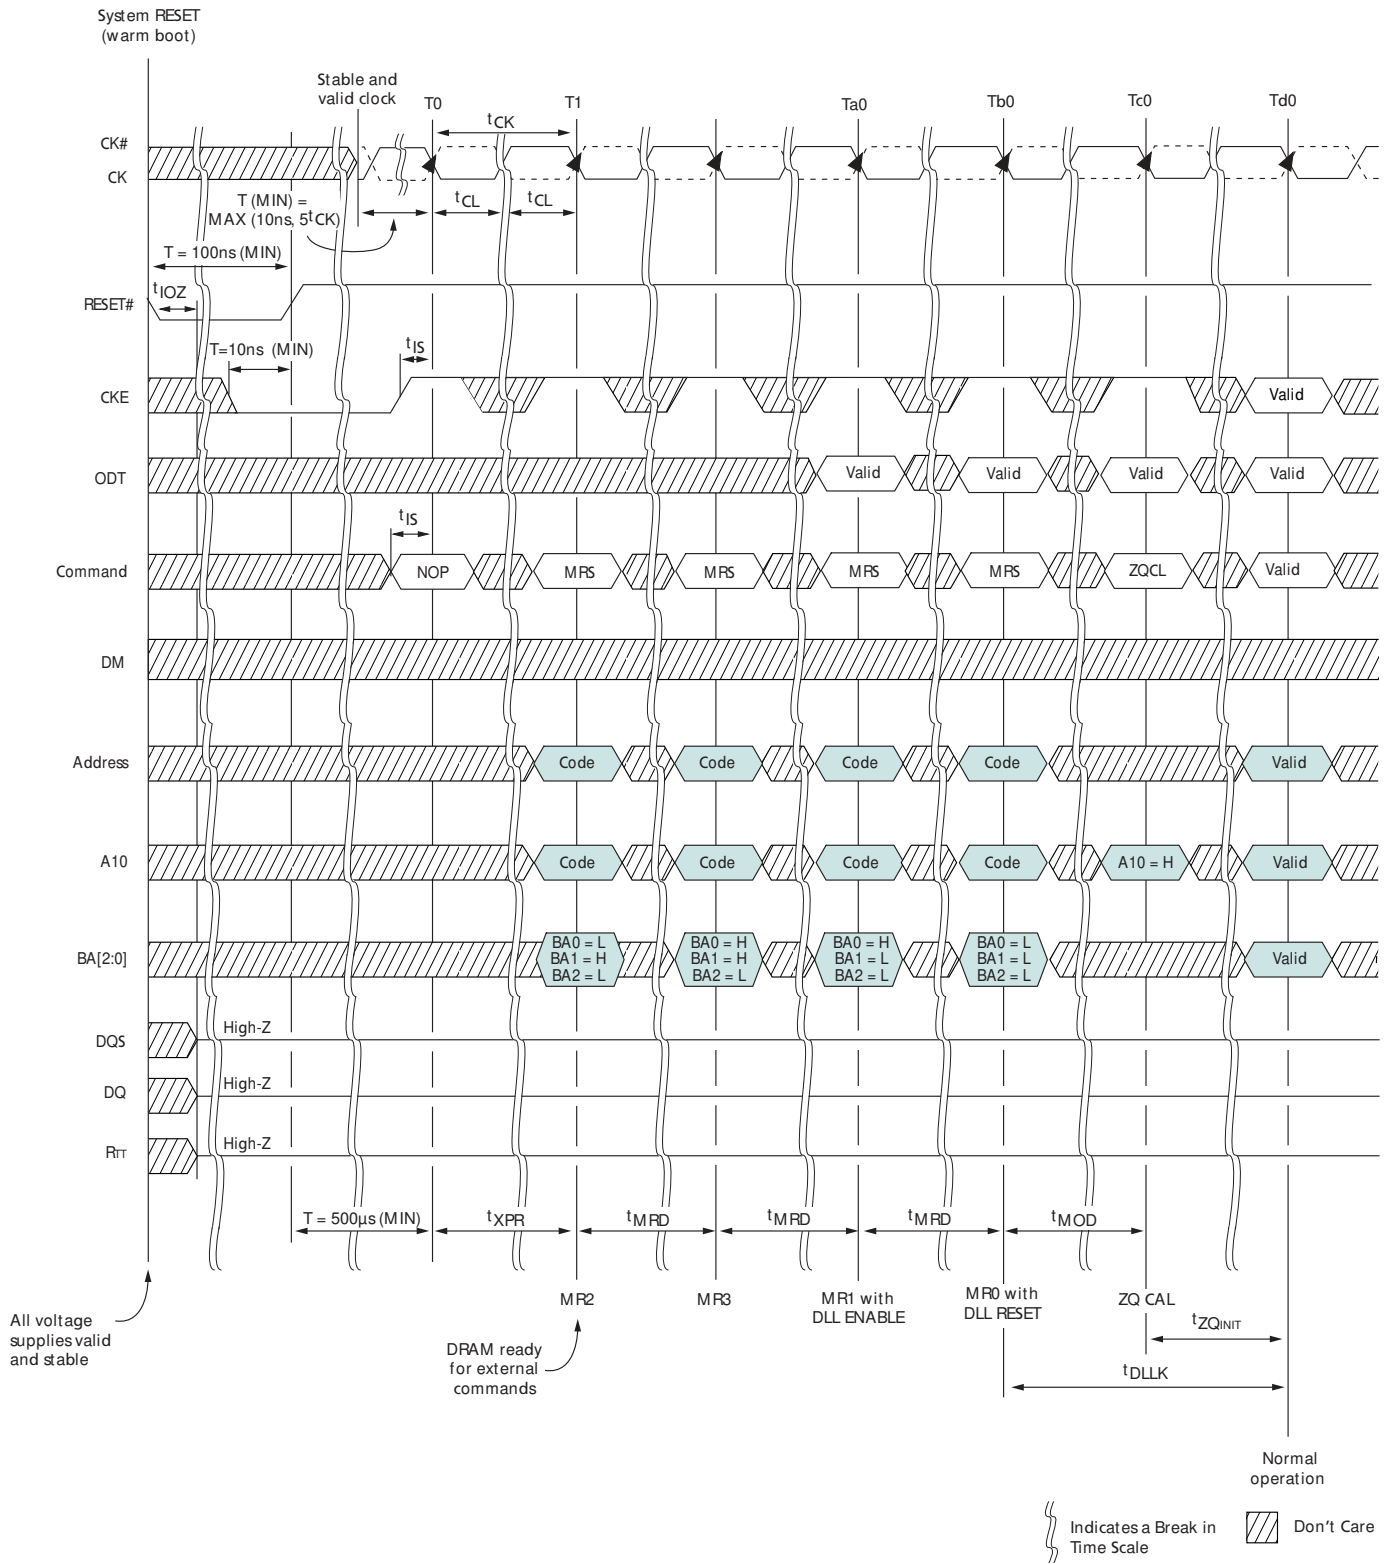 System RESET
(warm boot)
Stable and
valid clock
T0
T1
Ta0
Tb0
Tc0
Td0
tCK
CK#
CK
T (MIN) =
MAX (10ns, 5tCK)
tCL
tCL
T = 100ns (MIN)
tIOZ
RESET#
T=10ns (MIN)
tIS
CKE
Valid
ODT
Valid
Valid
Valid
Valid
tIS
Command
NOP
MRS
MRS
MRS
MRS
ZQCL
Valid
DM
Address
Code
Code
Code
Code
Valid
A10
Code
Code
Code
Code
A10 = H
Valid
BA[2:0]
BA0 = L
BA1 = H
BA2 = L
BA0 = H
BA1 = H
BA2 = L
BA0 = H
BA1 = L
BA2 = L
BA0 = L
BA1 = L
BA2 = L
Valid
DQS
High-Z
DQ
High-Z
RTT
High-Z
T = 500µs (MIN)
tXPR
tMRD
tMRD
tMRD
tMOD
MR2
MR3
MR1 with
DLL ENABLE
MR0 with
DLL RESET
ZQ CAL
tZQINIT
All voltage
supplies valid
and stable
DRAM ready
for external
commands
tDLLK
Normal
operation
Indicates a Break in
Time Scale
Don't Care